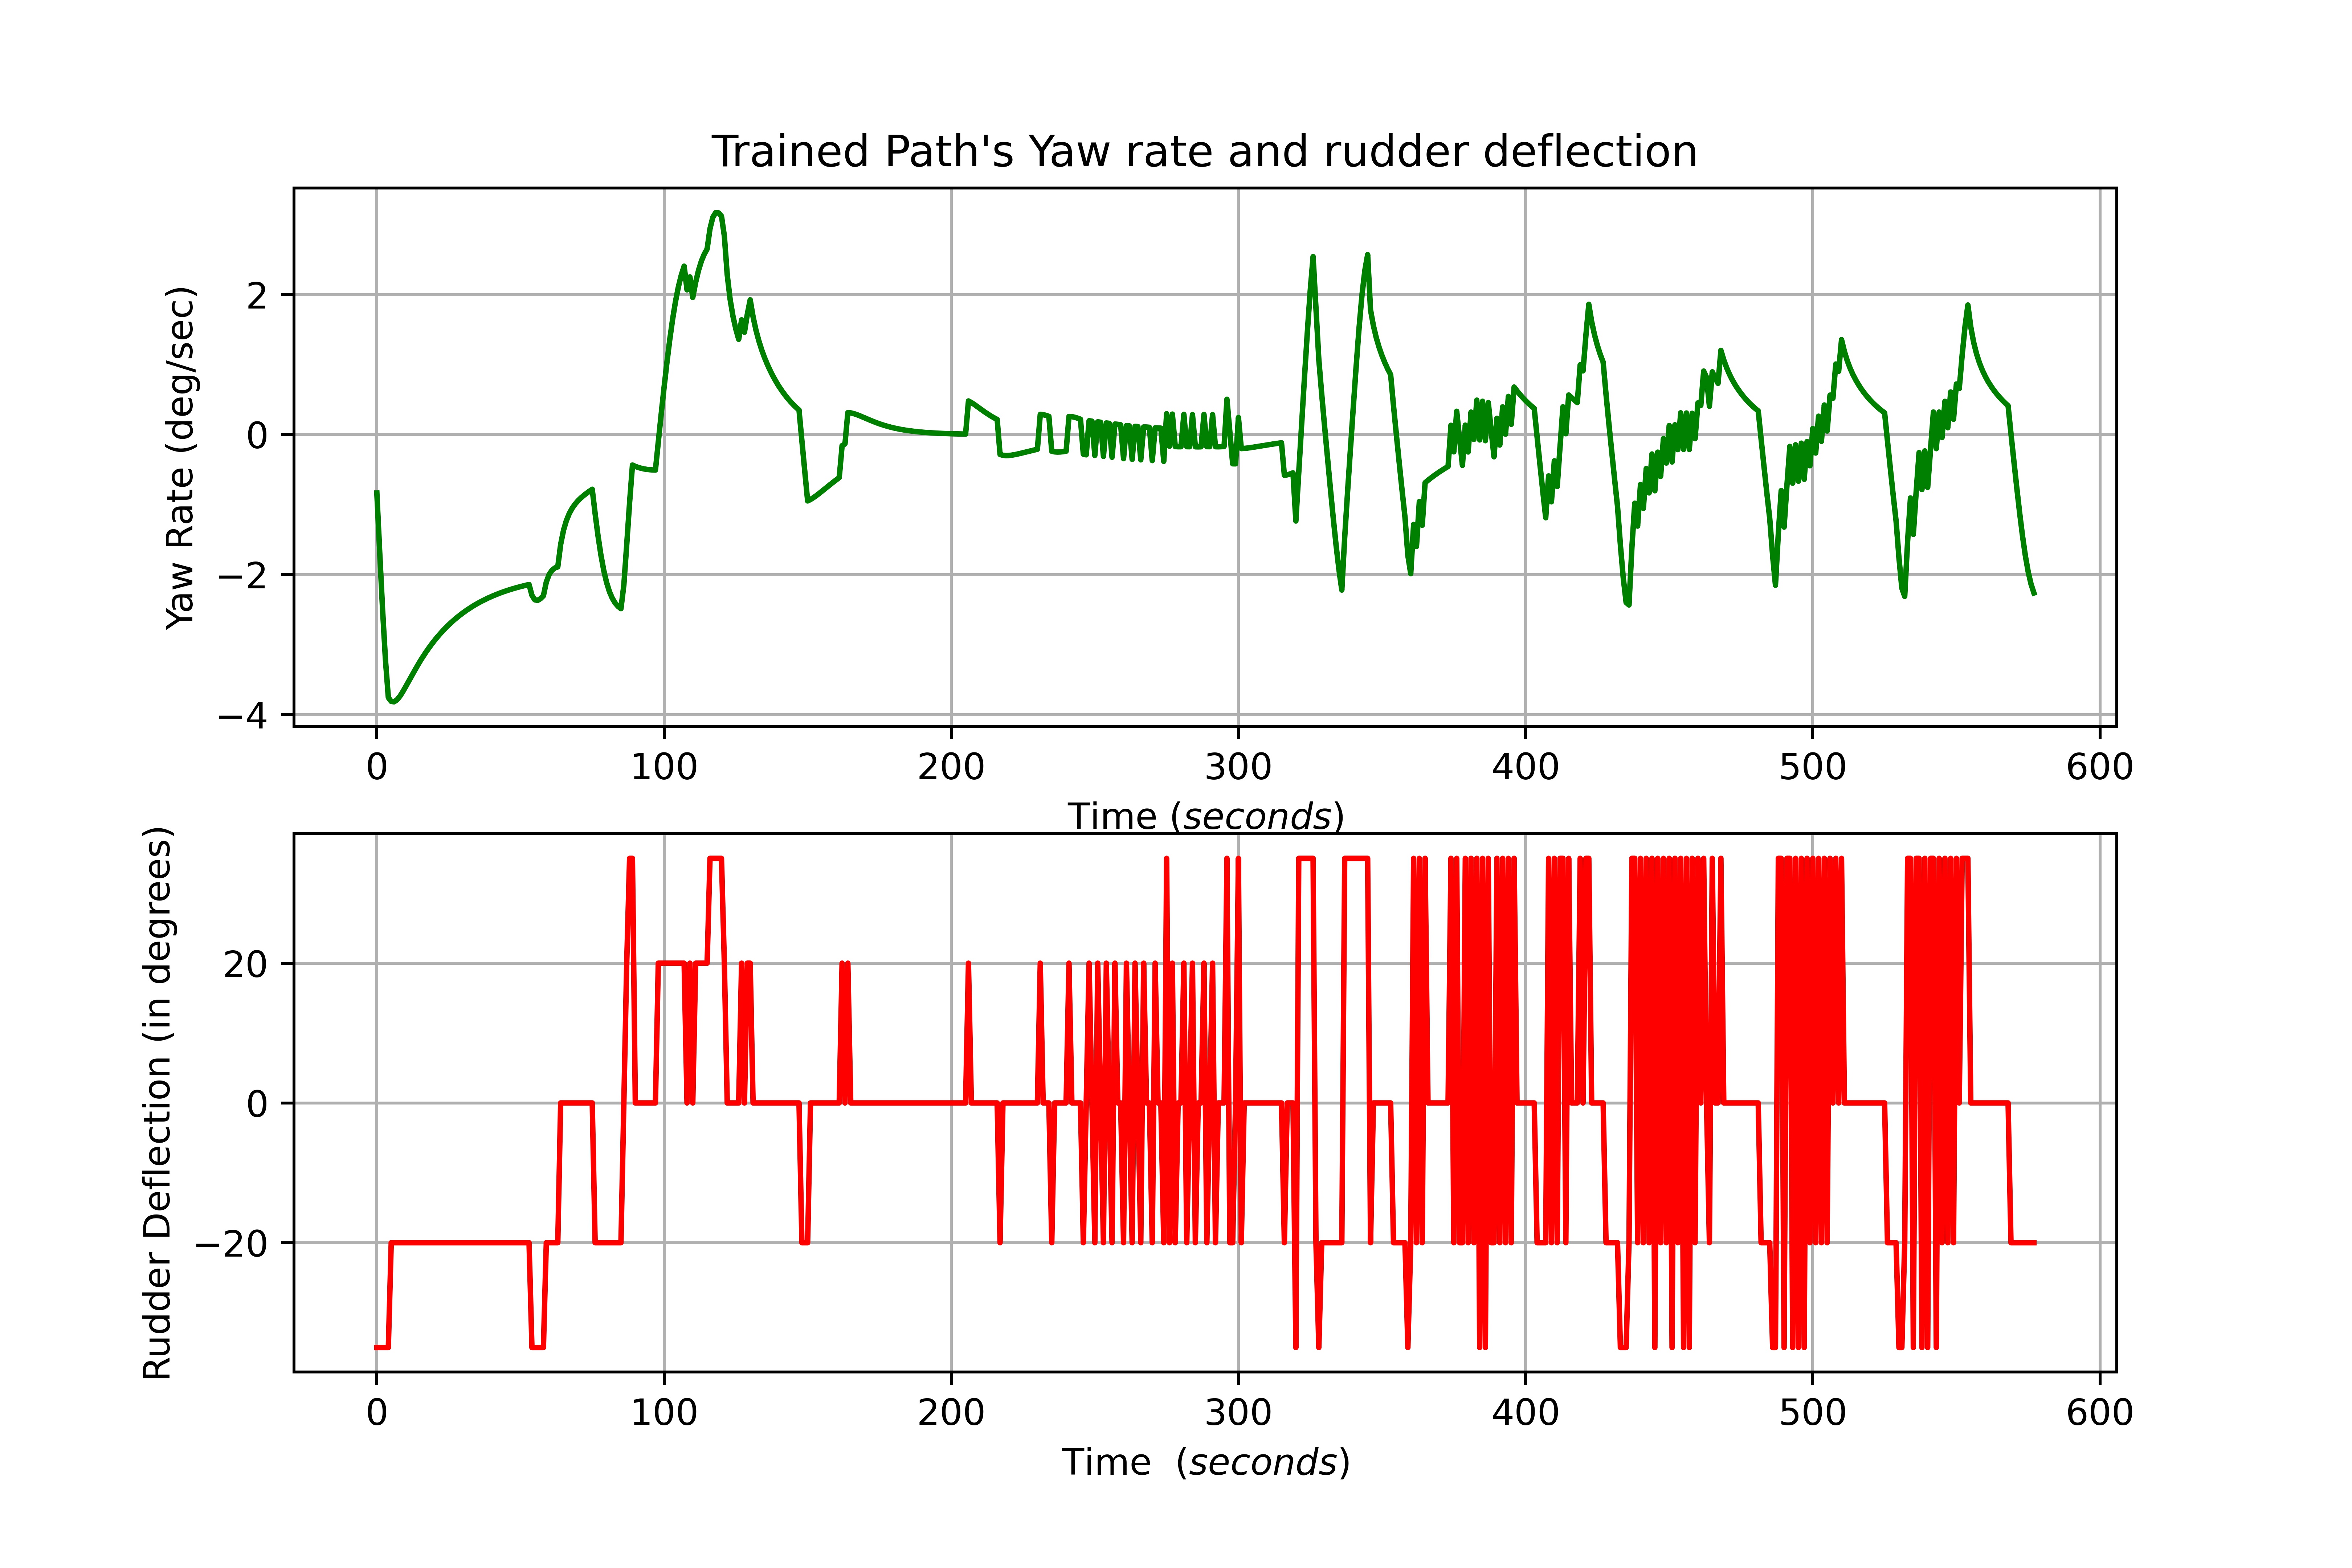 Trained Path's Yaw rate and rudder deflection
Yaw Rate (deg/sec)
2
0
−2
−4
0 100 200 300 400 500 600
Time (seconds)
Rudder Deflection (in degrees)
20
0
−20
0 100 200 300 400 500 600
Time (seconds)